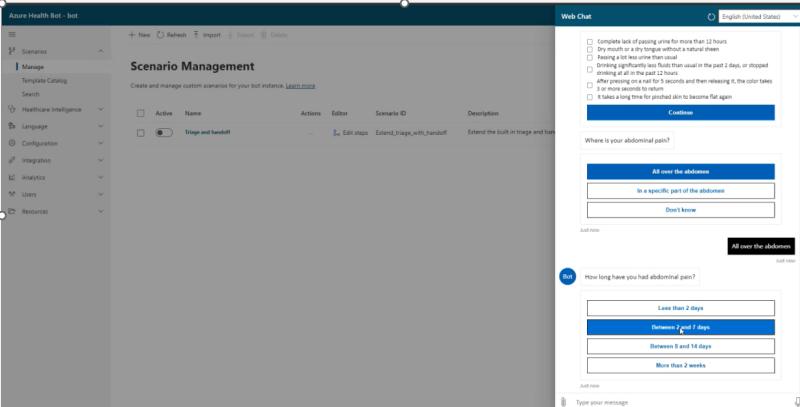 Azure Health Bot - bot
Scenarios
Manage
Template Catalog
Search
Healthcare Intelligence
Language
Configuration
Integration
Analytics
Users
Resources
New Refresh Import Export Delete
Scenario Management
Create and manage custom scenarios for your bot instance. Learn more
Active Name Actions Editor Scenario ID Description
Triage and handoff ... Edit steps Extend_triage_with_handoff Extend the built in triage and han
Web Chat English (United States)
Complete lack of passing urine for more than 12 hours
Dry mouth or a dry tongue without a natural sheen
Passing a lot less urine than usual
Drinking significantly less fluids than usual in the past 2 days, or stopped
drinking at all in the past 12 hours
After pressing on a nail for 5 seconds and then releasing it, the color takes
3 or more seconds to return
It takes a long time for pinched skin to become flat again
Continue
Where is your abdominal pain?
All over the abdomen
In a specific part of the abdomen
Don't know
Just now
All over the abdomen
Just now
Bot
How long have you had abdominal pain?
Less than 2 days
Between 2 and 7 days
Between 8 and 14 days
More than 2 weeks
Just now
Type your message